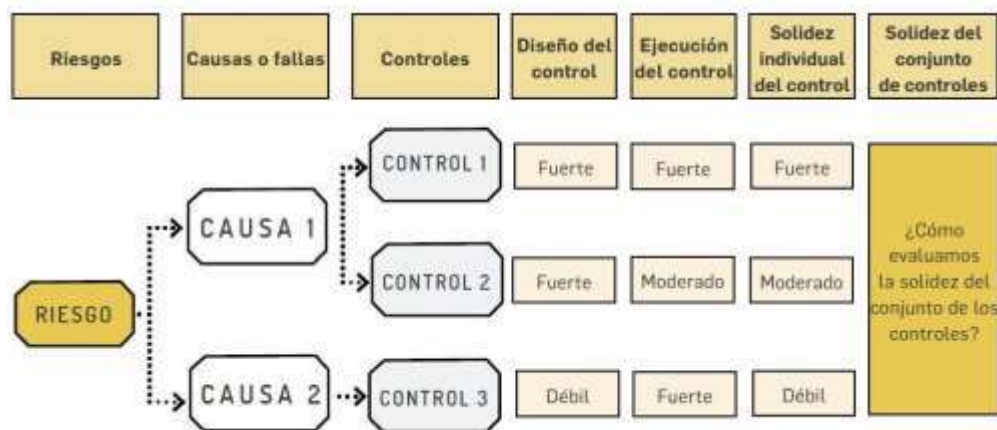 Riesgos
Causas o fallas
Controles
Diseño del
control
Ejecución
del control
Solidez
individual
del control
Solidez del
conjunto
de controles
CONTROL 1
Fuerte
Fuerte
Fuerte
CAUSA 1
CONTROL 2
Fuerte
Moderado
Moderado
¿Cómo
evaluamos
la solidez del
conjunto de los
controles?
RIESGO
CAUSA 2
CONTROL 3
Débil
Fuerte
Débil